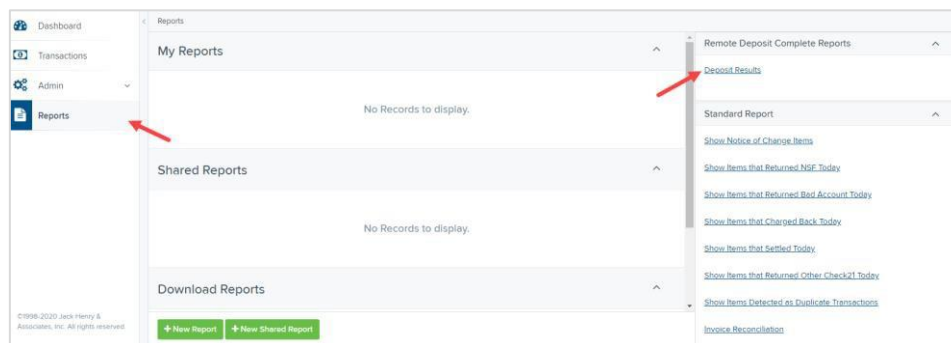 Dashboard
Transactions
Admin
Reports
©1998-2020 Jack Henry &
Associates, Inc. All rights reserved
Reports
My Reports
No Records to display.
Shared Reports
No Records to display.
Download Reports
+ New Report
+ New Shared Report
Remote Deposit Complete Reports
Deposit Results
Standard Report
Show Notice of Change Items
Show Items that Returned NSF Today
Show Items that Returned Bad Account Today
Show Items that Charged Back Today
Show Items that Settled Today
Show Items that Returned Other Check21 Today
Show Items Detected as Duplicate Transactions
Invoice Reconciliation